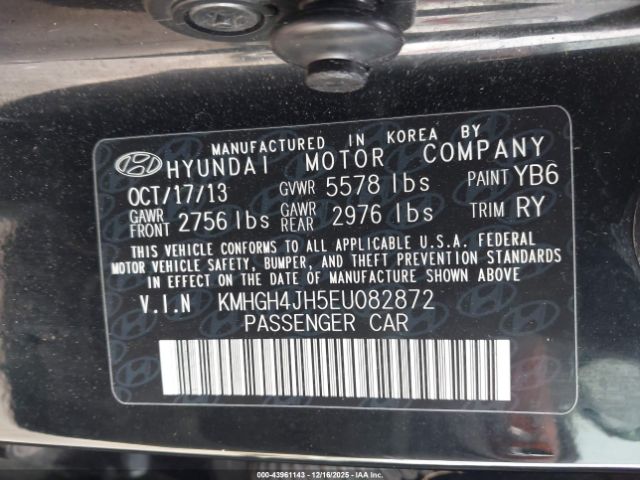 MANUFACTURED IN KOREA BY
HYUNDAI MOTOR COMPANY
OCT/17/13 GVWR 5578 lbs PAINT YB6
GAWR FRONT 2756 lbs GAWR REAR 2976 lbs TRIM RY
THIS VEHICLE CONFORMS TO ALL APPLICABLE U.S.A. FEDERAL
MOTOR VEHICLE SAFETY, BUMPER, AND THEFT PREVENTION STANDARDS
IN EFFECT ON THE DATE OF MANUFACTURE SHOWN ABOVE.
V.I.N KMHGH4JH5EU082872
PASSENGER CAR
000-43961143 - 12/16/2025 - IAAI.COM